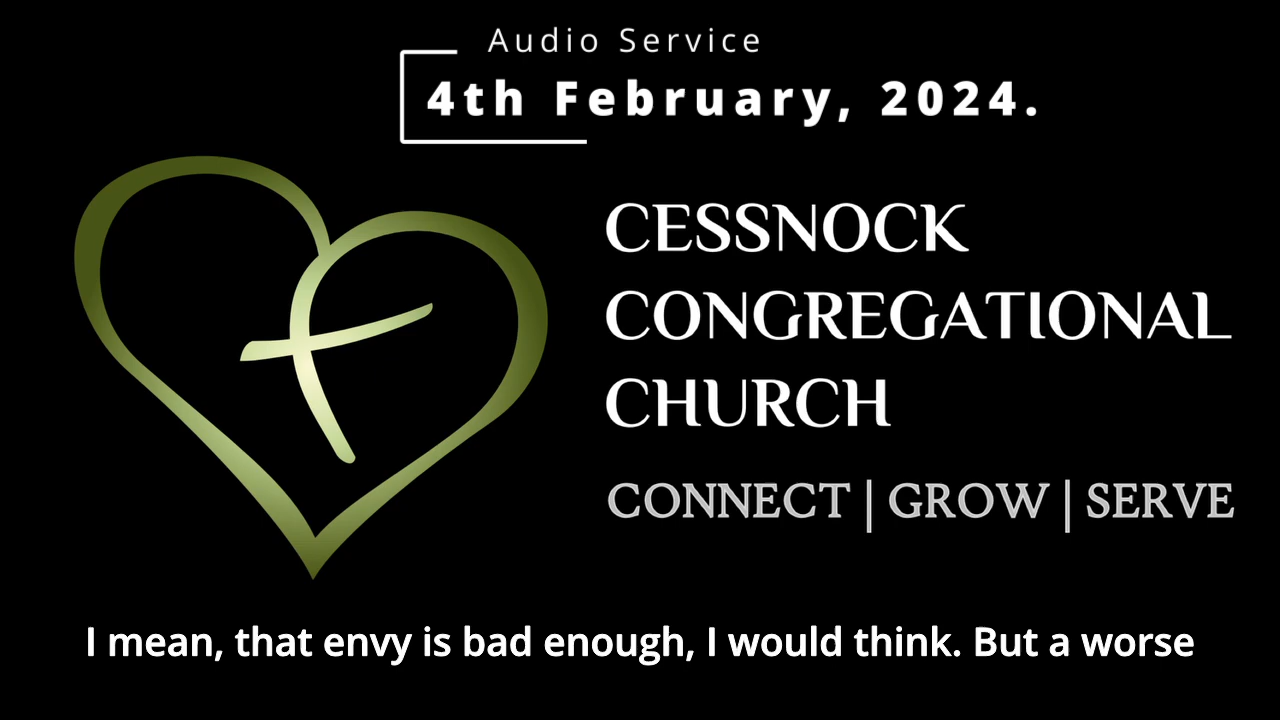 Audio Service
4th February, 2024.
CESSNOCK
CONGREGATIONAL
CHURCH
CONNECT | GROW | SERVE
I mean, that envy is bad enough, I would think. But a worse